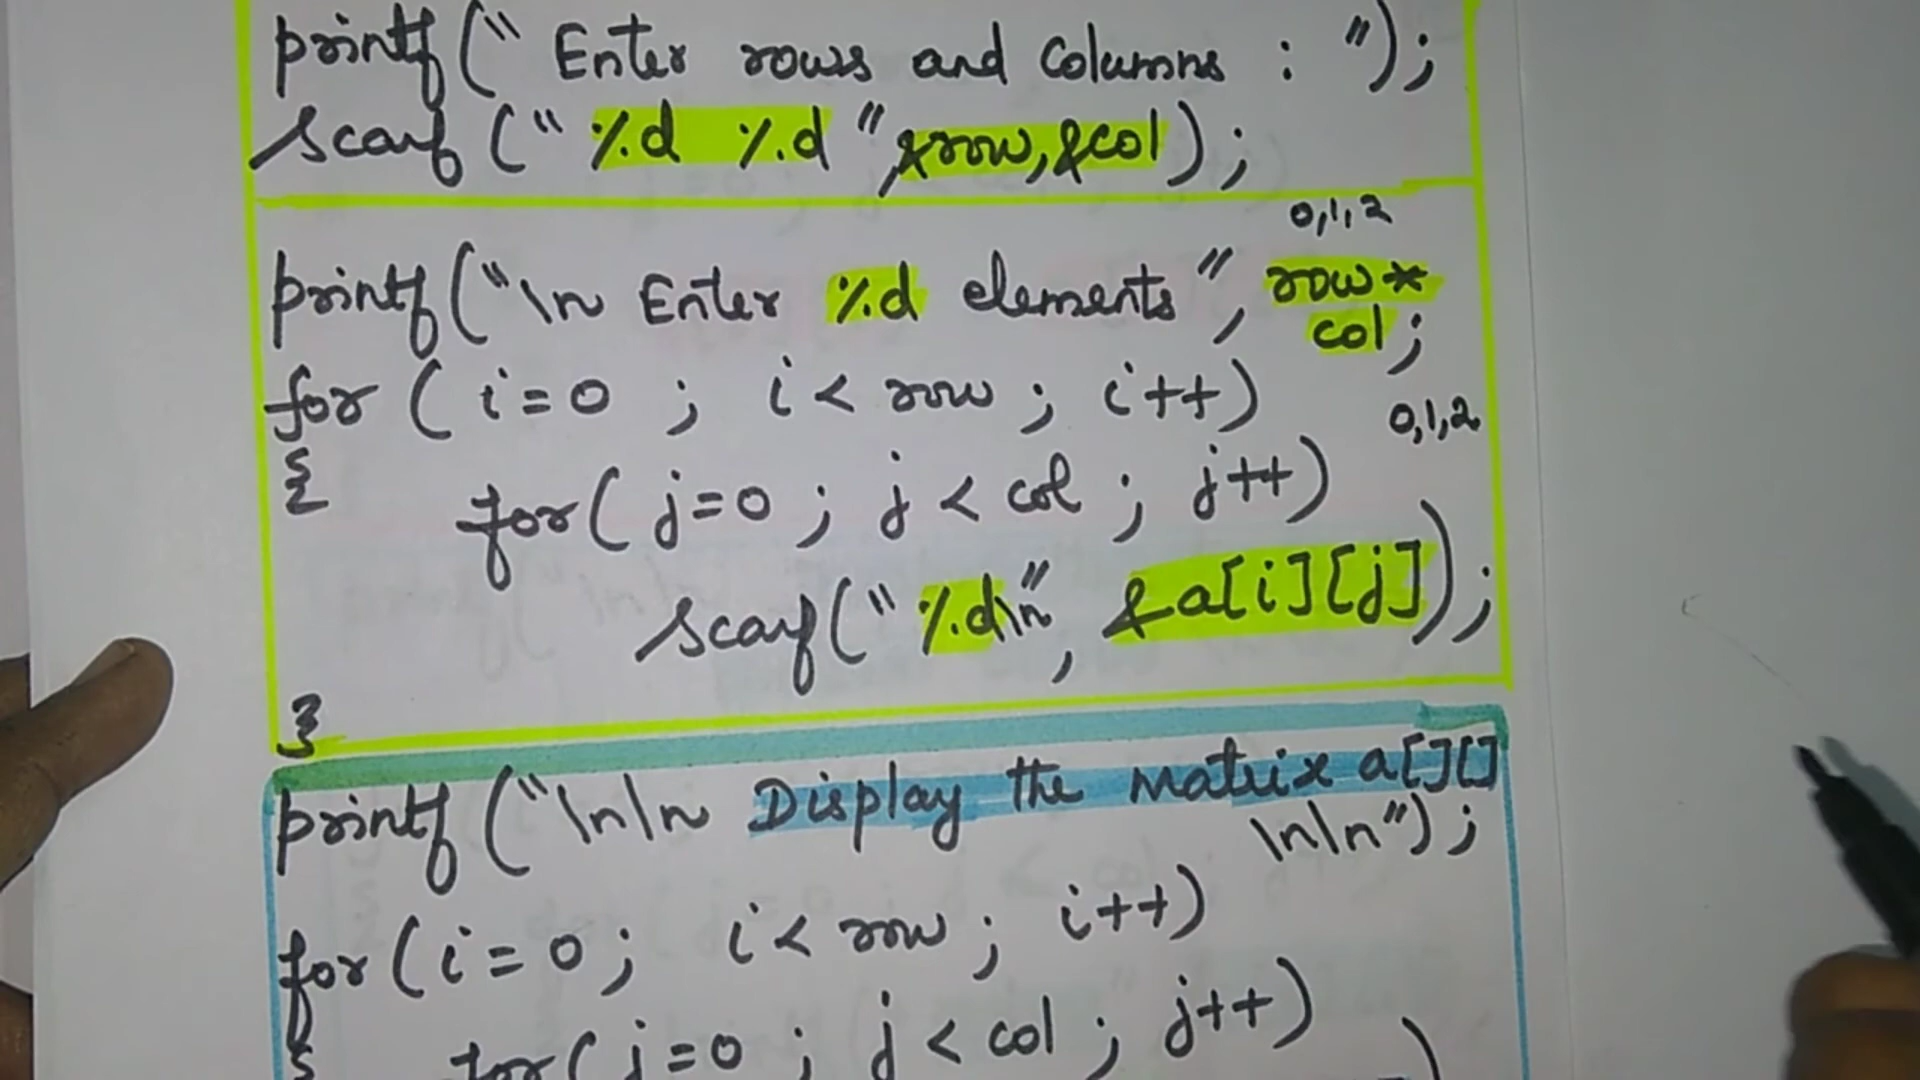 printf(" Enter rows and columns : ");
scanf (" %d %d ", &row, &col);
0,1,2
printf("\n Enter %d elements", row *
col;
for ( i=0 ; i < row ; i++)
0,1,2
{ for( j=0 ; j < col ; j++)
scanf(" %d\n", &a[i][j]);
}
printf ("\n\n Display the matrix a[][]
\n\n");
for ( i = 0; i < row ; i++)
{ for( j=0 ; j < col ; j++)